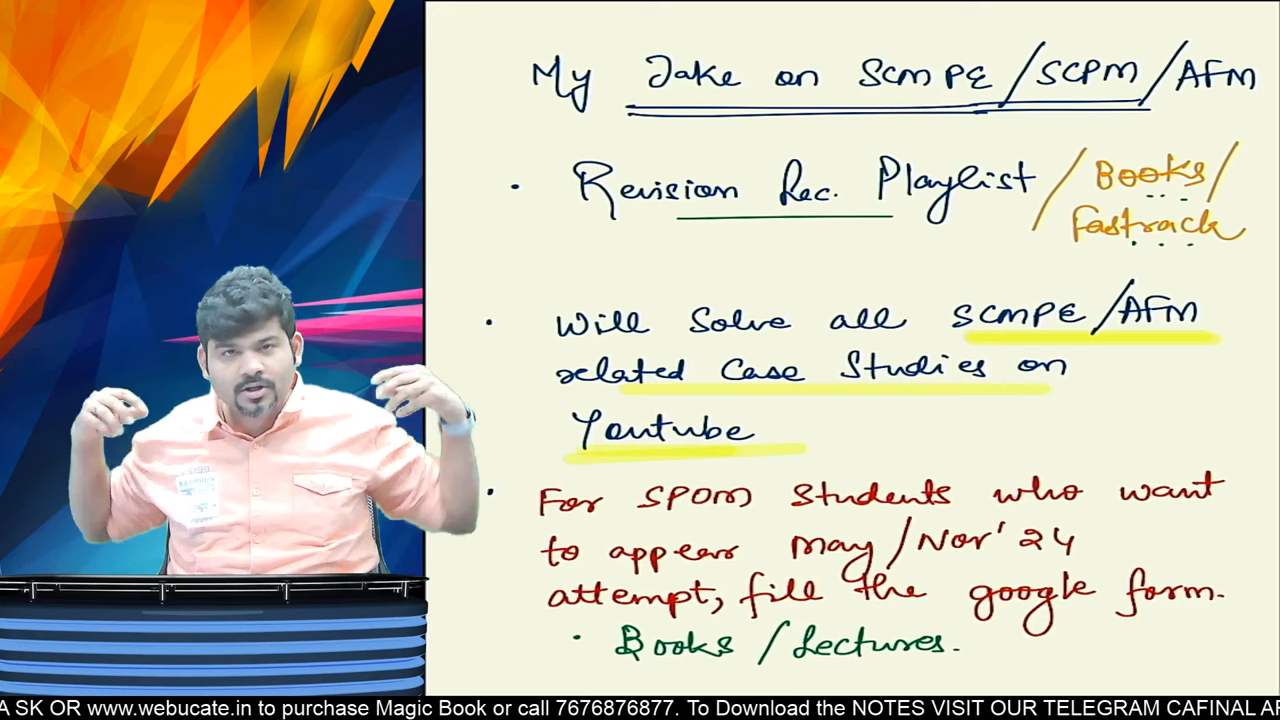 My Take on SCMPE/SCPM/AFM
• Revision Rec. Playlist / Books/
Fastrack
• Will Solve all SCMPE/AFM
related Case Studies on
Youtube
• For SPOM Students who want
to appear May/Nov' 24
attempt, fill the google form.
• Books / Lectures.
A SK OR www.webucate.in to purchase Magic Book or call 7676876877. To Download the NOTES VISIT OUR TELEGRAM CAFINAL AF